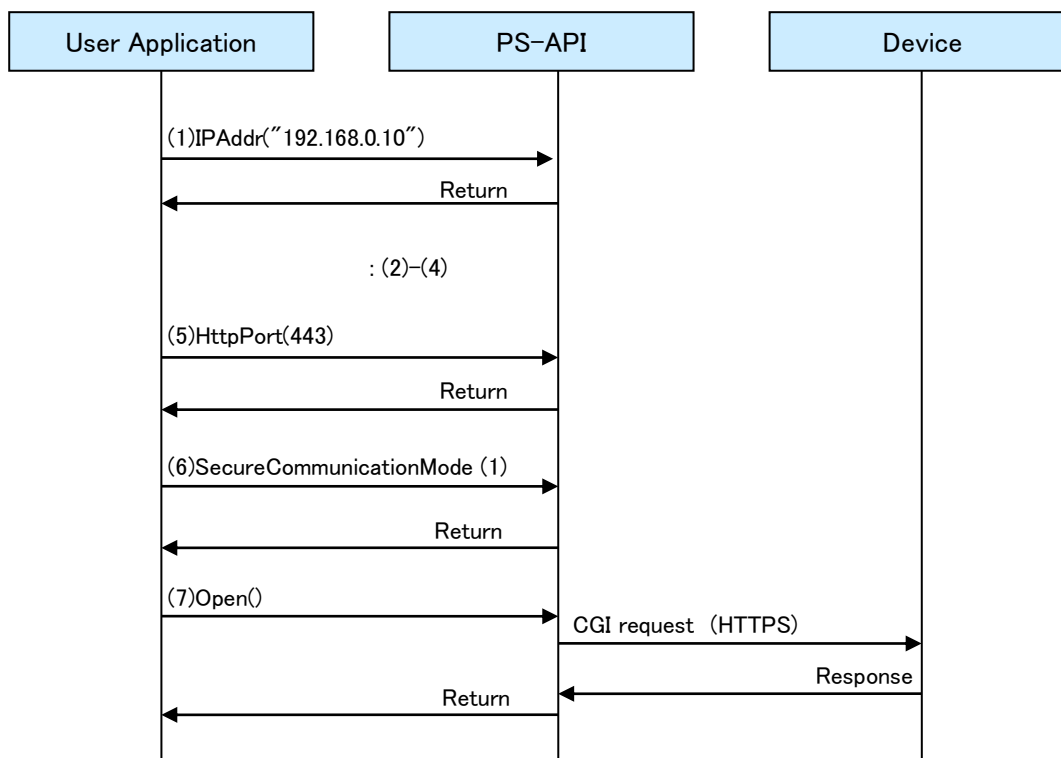 User Application
PS-API
Device
(1)IPAddr("192.168.0.10")
Return
: (2)-(4)
(5)HttpPort(443)
Return
(6)SecureCommunicationMode (1)
Return
(7)Open()
CGI request (HTTPS)
Response
Return